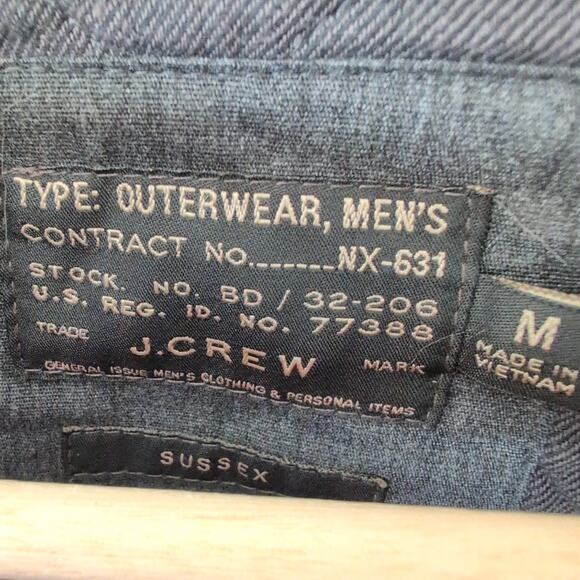 TYPE: OUTERWEAR, MEN'S
CONTRACT NO.......NX-631
STOCK. NO. BD / 32-206
U.S. REG. ID. NO. 77388
TRADE J.CREW MARK
GENERAL ISSUE MEN'S CLOTHING & PERSONAL ITEMS
M
MADE IN
VIETNAM
SUSSEX